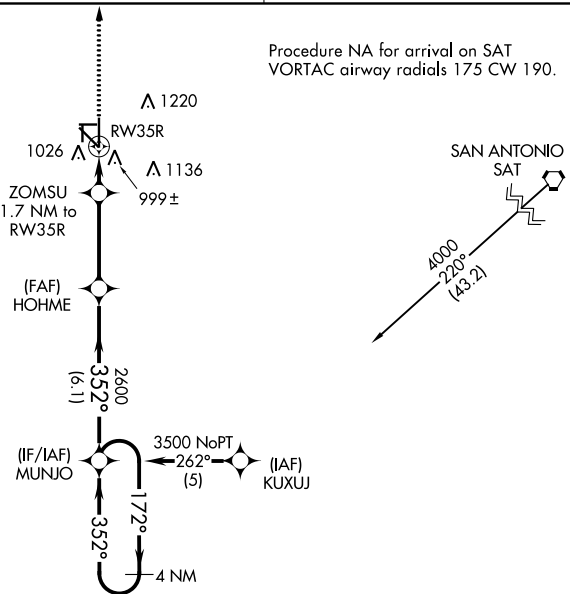 Procedure NA for arrival on SAT
VORTAC airway radials 175 CW 190.
1220
RW35R
1026
1136
999±
ZOMSU
1.7 NM to
RW35R
SAN ANTONIO
SAT
4000
220°
(43.2)
(FAF)
HOHME
2600
352°
(6.1)
(IF/IAF)
MUNJO
3500 NoPT
262°
(5)
(IAF)
KUXUJ
172°
352°
4 NM